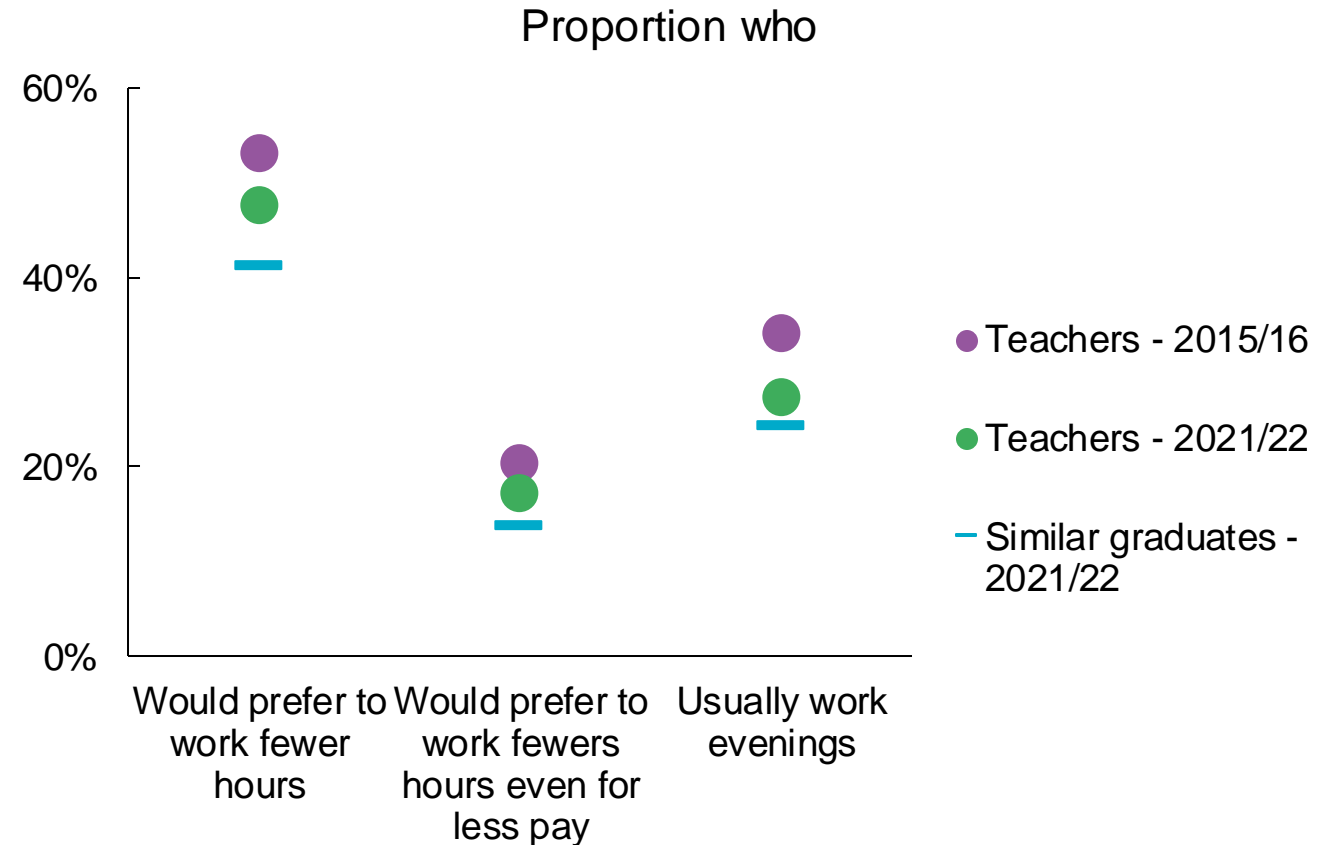 Proportion who
60%
40%
20%
0%
Would prefer to
work fewer
hours
Would prefer to
work fewers
hours even for
less pay
Usually work
evenings
Teachers - 2015/16
Teachers - 2021/22
Similar graduates -
2021/22